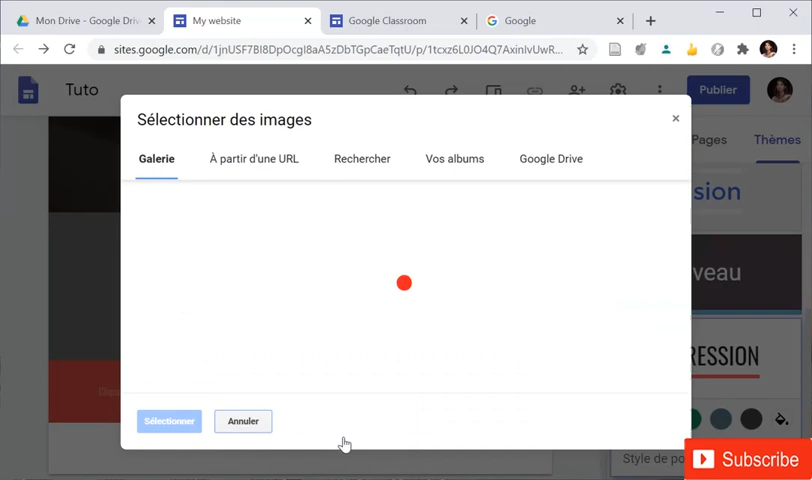 Mon Drive - Google Drive
My website
Google Classroom
Google
sites.google.com/d/1jnUSF7BI8DpOcgI8aA5zDbTGpCaeTqtU/p/1tcxz6L0JO4Q7AxinIvUwR...
Tuto
Publier
Sélectionner des images
Pages
Thèmes
Galerie
À partir d'une URL
Rechercher
Vos albums
Google Drive
ssion
veau
RESSION
Sélectionner
Annuler
Style de po
Subscribe